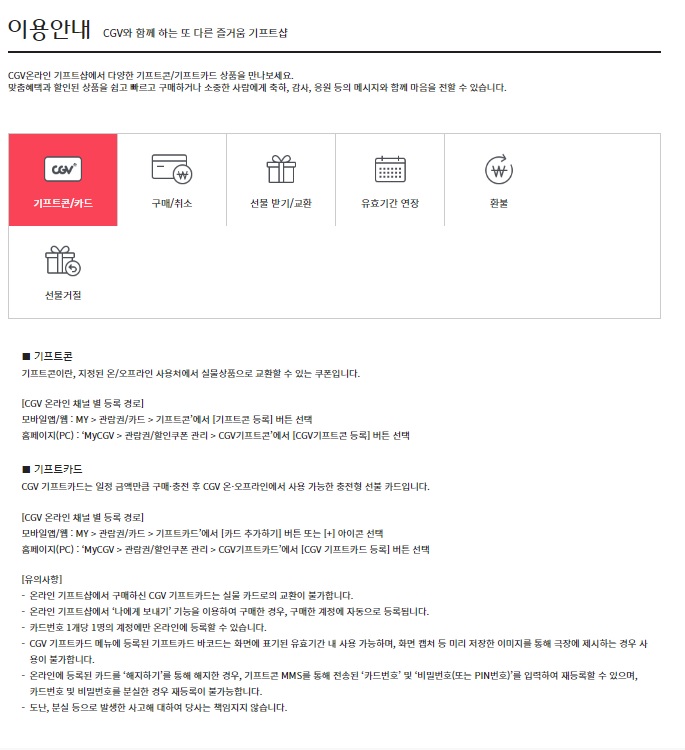 이용안내 CGV와 함께 하는 또 다른 즐거움 기프트샵
CGV온라인 기프트샵에서 다양한 기프트콘/기프트카드 상품을 만나보세요.
맞춤혜택과 할인된 상품을 쉽고 빠르고 구매하거나 소중한 사람에게 축하, 감사, 응원 등의 메시지와 함께 마음을 전할 수 있습니다.
CGV
기프트콘/카드
구매/취소
선물 받기/교환
유효기간 연장
환불
선물거절
■ 기프트콘
기프트콘이란, 지정된 온/오프라인 사용처에서 실물상품으로 교환할 수 있는 쿠폰입니다.
[CGV 온라인 채널 별 등록 경로]
모바일앱/웹 : MY > 관람권/카드 > 기프트콘’에서 [기프트콘 등록] 버튼 선택
홈페이지(PC) : ‘MyCGV > 관람권/할인쿠폰 관리 > CGV기프트콘’에서 [CGV기프트콘 등록] 버튼 선택
■ 기프트카드
CGV 기프트카드는 일정 금액만큼 구매·충전 후 CGV 온·오프라인에서 사용 가능한 충전형 선불 카드입니다.
[CGV 온라인 채널 별 등록 경로]
모바일앱/웹 : MY > 관람권/카드 > 기프트카드’에서 [카드 추가하기] 버튼 또는 [+] 아이콘 선택
홈페이지(PC) : ‘MyCGV > 관람권/할인쿠폰 관리 > CGV기프트카드’에서 [CGV 기프트카드 등록] 버튼 선택
[유의사항]
- 온라인 기프트샵에서 구매하신 CGV 기프트카드는 실물 카드로의 교환이 불가합니다.
- 온라인 기프트샵에서 ‘나에게 보내기’ 기능을 이용하여 구매한 경우, 구매한 계정에 자동으로 등록됩니다.
- 카드번호 1개당 1명의 계정에만 온라인에 등록할 수 있습니다.
- CGV 기프트카드 메뉴에 등록된 기프트카드 바코드는 화면에 표기된 유효기간 내 사용 가능하며, 화면 캡처 등 미리 저장한 이미지를 통해 극장에 제시하는 경우 사
용이 불가합니다.
- 온라인에 등록된 카드를 ‘해지하기’를 통해 해지한 경우, 기프트콘 MMS를 통해 전송된 ‘카드번호’ 및 ‘비밀번호(또는 PIN번호)’를 입력하여 재등록할 수 있으며,
카드번호 및 비밀번호를 분실한 경우 재등록이 불가능합니다.
- 도난, 분실 등으로 발생한 사고에 대하여 당사는 책임지지 않습니다.